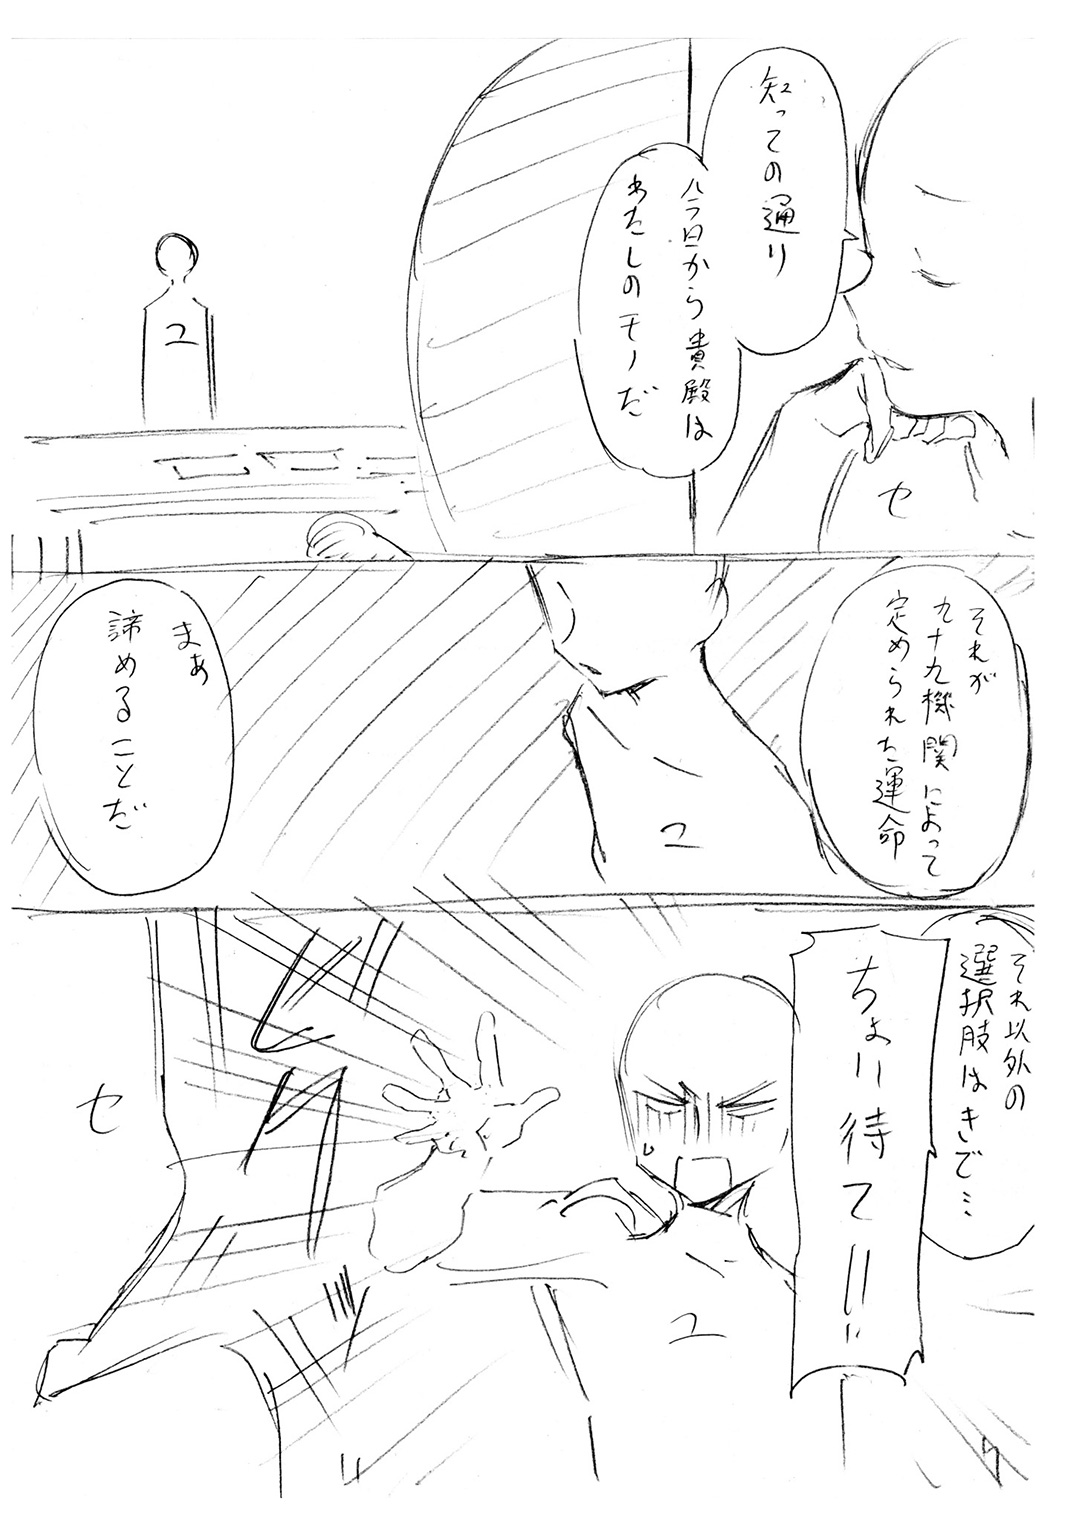 知っての通り
今日から貴殿は
わたしのモノだ
セ
ユ
それが
九十九機関によって
定められた運命
ユ
まあ
諦めることだ
それ以外の
選択肢はきで…
ちょ!!待て!!
ユ
セ